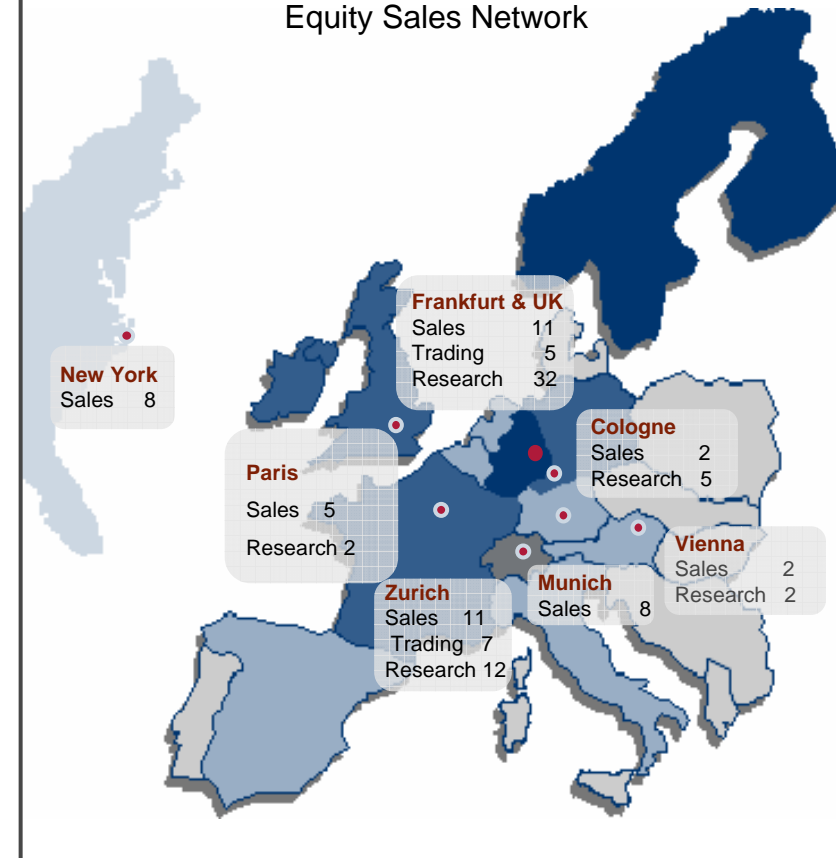 Equity Sales Network
Frankfurt & UK
Sales 11
Trading 5
Research 32
New York
Sales 8
Cologne
Sales 2
Research 5
Paris
Sales 5
Research 2
Vienna
Sales 2
Research 2
Munich
Sales 8
Zurich
Sales 11
Trading 7
Research 12